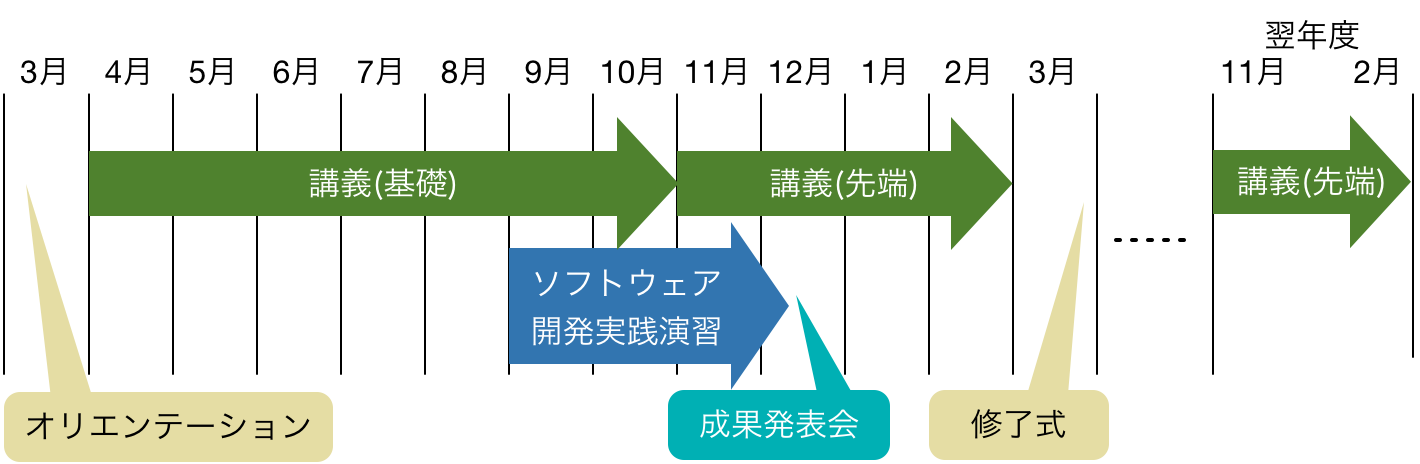 翌年度
3月 4月 5月 6月 7月 8月 9月 10月 11月 12月 1月 2月 3月 11月 2月
講義(基礎) 講義(先端) 講義(先端)
ソフトウェア
開発実践演習
オリエンテーション 成果発表会 修了式